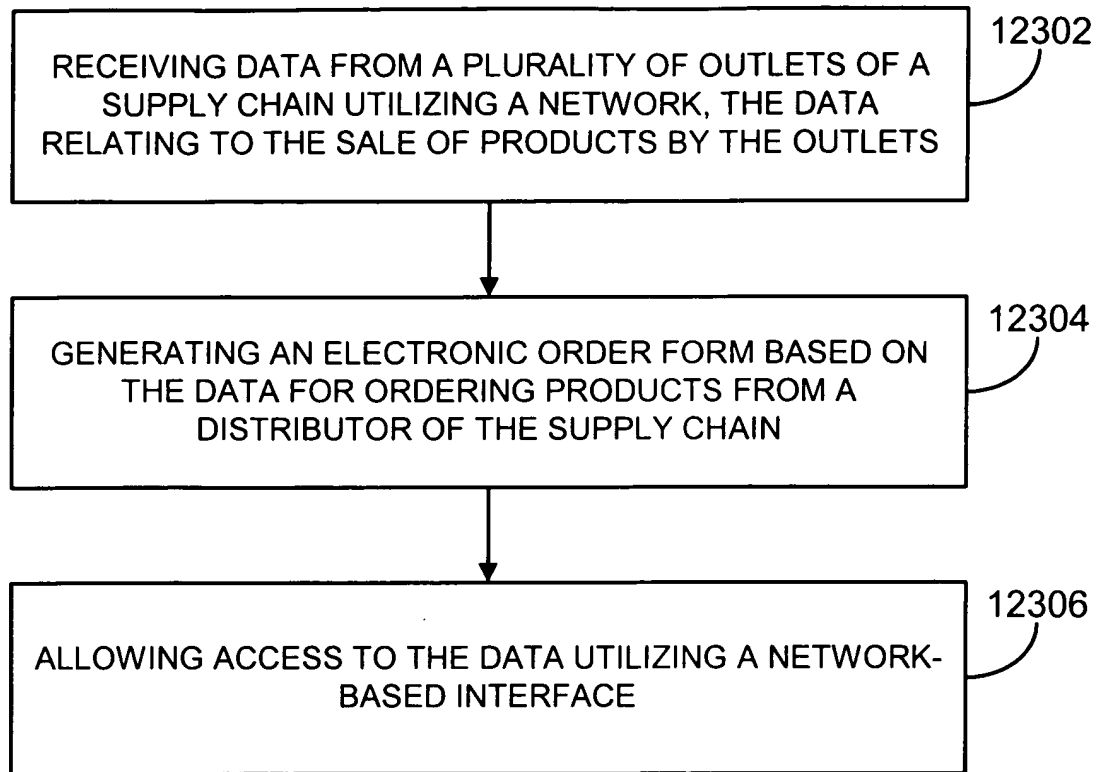 12302
RECEIVING DATA FROM A PLURALITY OF OUTLETS OF A
SUPPLY CHAIN UTILIZING A NETWORK, THE DATA
RELATING TO THE SALE OF PRODUCTS BY THE OUTLETS
12304
GENERATING AN ELECTRONIC ORDER FORM BASED ON
THE DATA FOR ORDERING PRODUCTS FROM A
DISTRIBUTOR OF THE SUPPLY CHAIN
12306
ALLOWING ACCESS TO THE DATA UTILIZING A NETWORK-
BASED INTERFACE